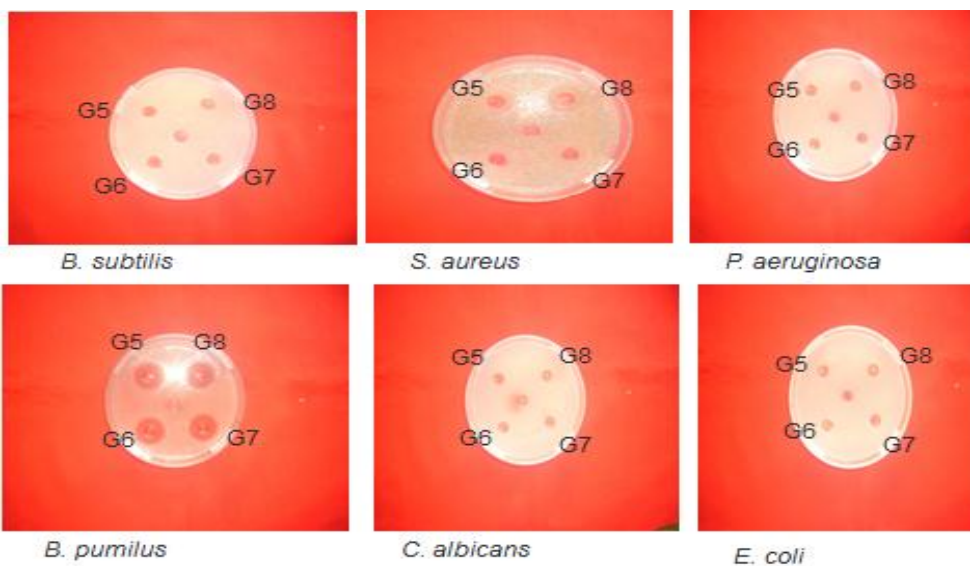 G5 G8
G6 G7
B. subtilis
G5 G8
G6 G7
S. aureus
G5 G8
G6 G7
P. aeruginosa
G5 G8
G6 G7
B. pumilus
G5 G8
G6 G7
C. albicans
G5 G8
G6 G7
E. coli